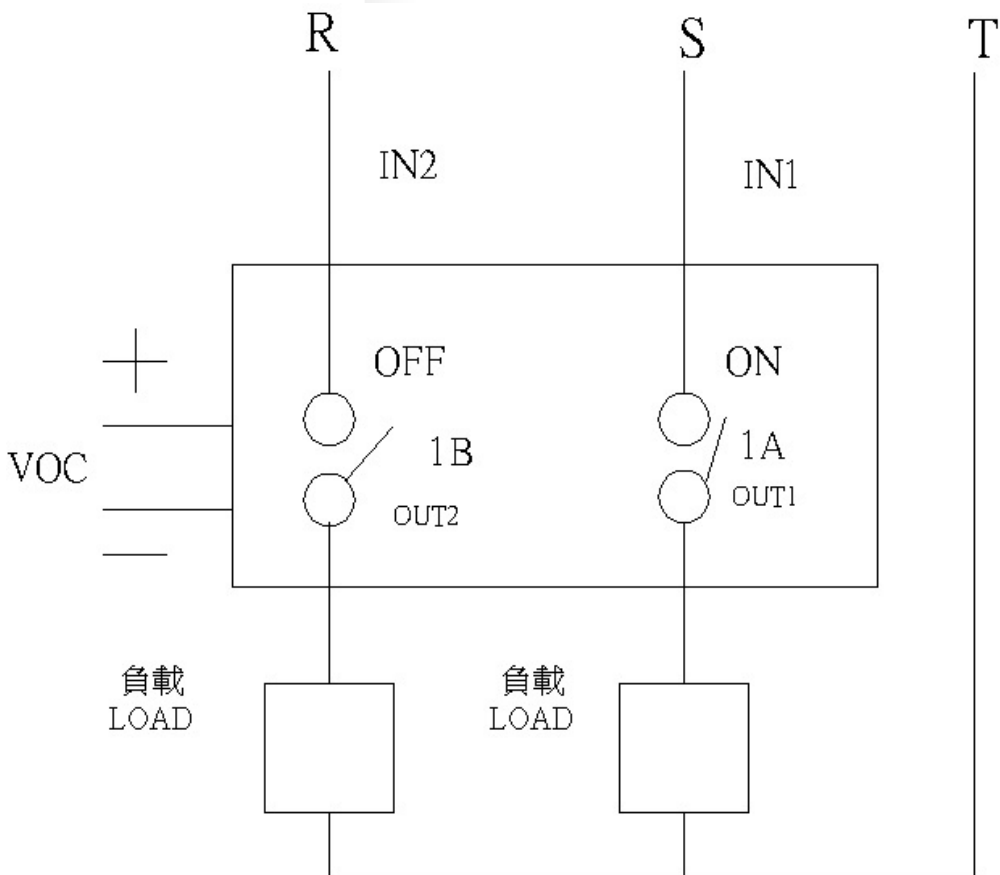 R
S
T
IN2
IN1
OFF
ON
+
1B
1A
VOC
OUT2
OUT1
—
負載
LOAD
負載
LOAD